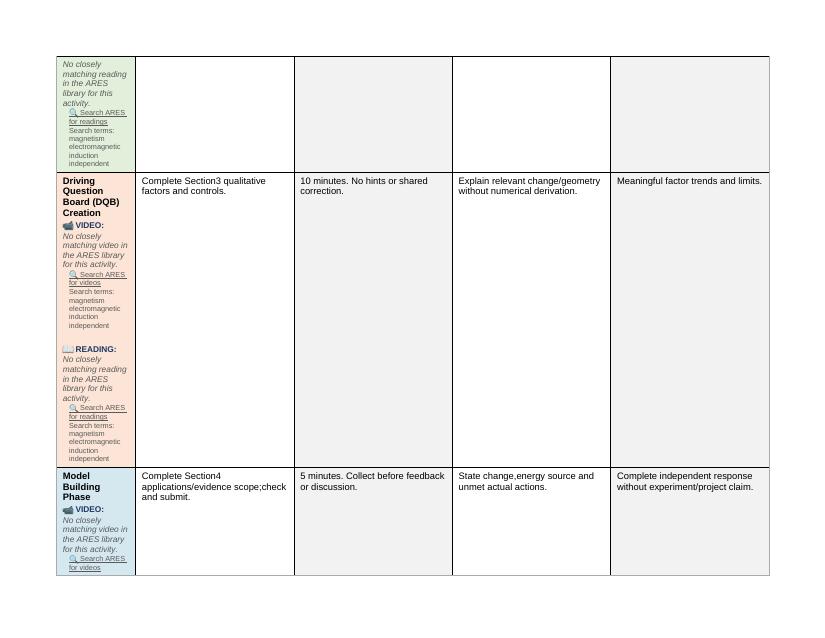 No closely
matching reading
in the ARES
library for this
activity.
🔍 Search ARES
for readings
Search terms:
magnetism
electromagnetic
induction
independent
Driving
Question
Board (DQB)
Creation
📹 VIDEO:
No closely
matching video in
the ARES library
for this activity.
🔍 Search ARES
for videos
Search terms:
magnetism
electromagnetic
induction
independent
📖 READING:
No closely
matching reading
in the ARES
library for this
activity.
🔍 Search ARES
for readings
Search terms:
magnetism
electromagnetic
induction
independent
Complete Section3 qualitative
factors and controls.
10 minutes. No hints or shared
correction.
Explain relevant change/geometry
without numerical derivation.
Meaningful factor trends and limits.
Model
Building
Phase
📹 VIDEO:
No closely
matching video in
the ARES library
for this activity.
🔍 Search ARES
for videos
Complete Section4
applications/evidence scope;check
and submit.
5 minutes. Collect before feedback
or discussion.
State change,energy source and
unmet actual actions.
Complete independent response
without experiment/project claim.